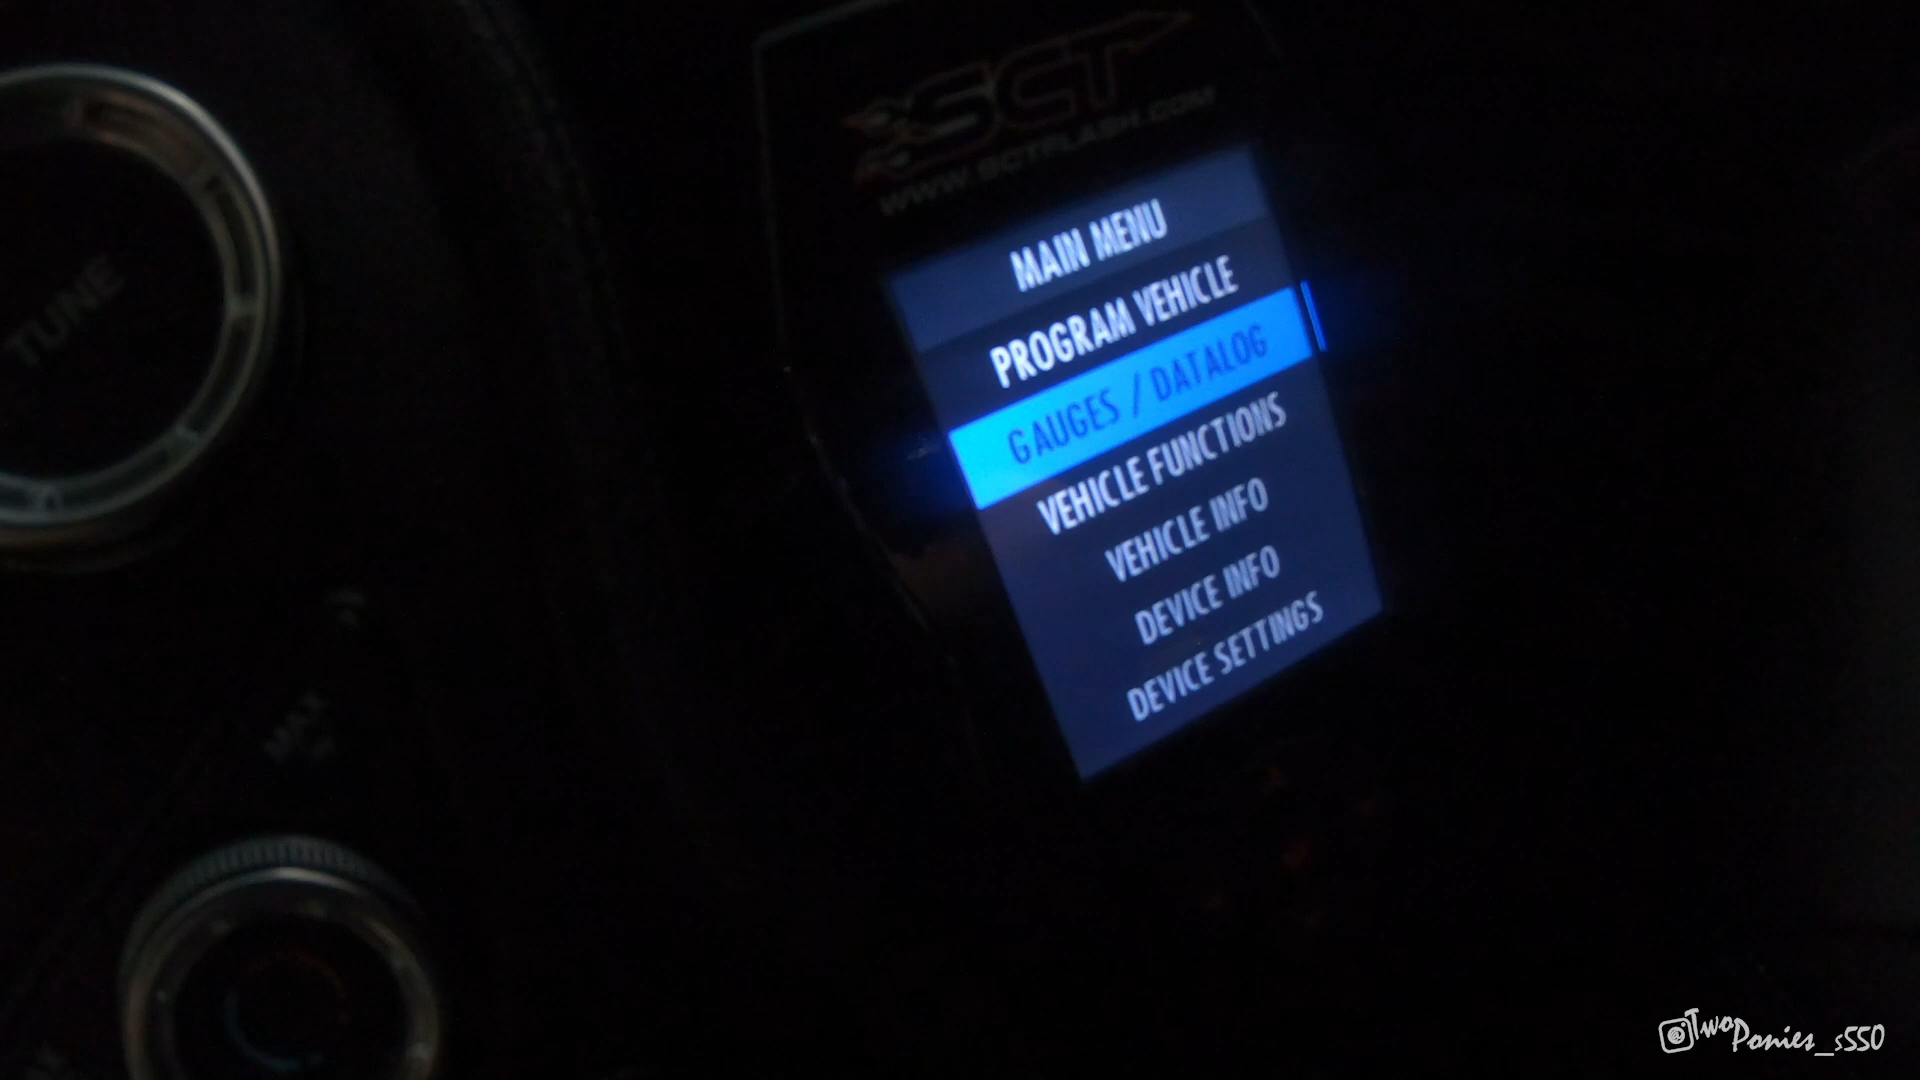 TUNE
MAX
SCT
WWW.SCTFLASH.COM
MAIN MENU
PROGRAM VEHICLE
GAUGES / DATALOG
VEHICLE FUNCTIONS
VEHICLE INFO
DEVICE INFO
DEVICE SETTINGS
TwoPonies_s550